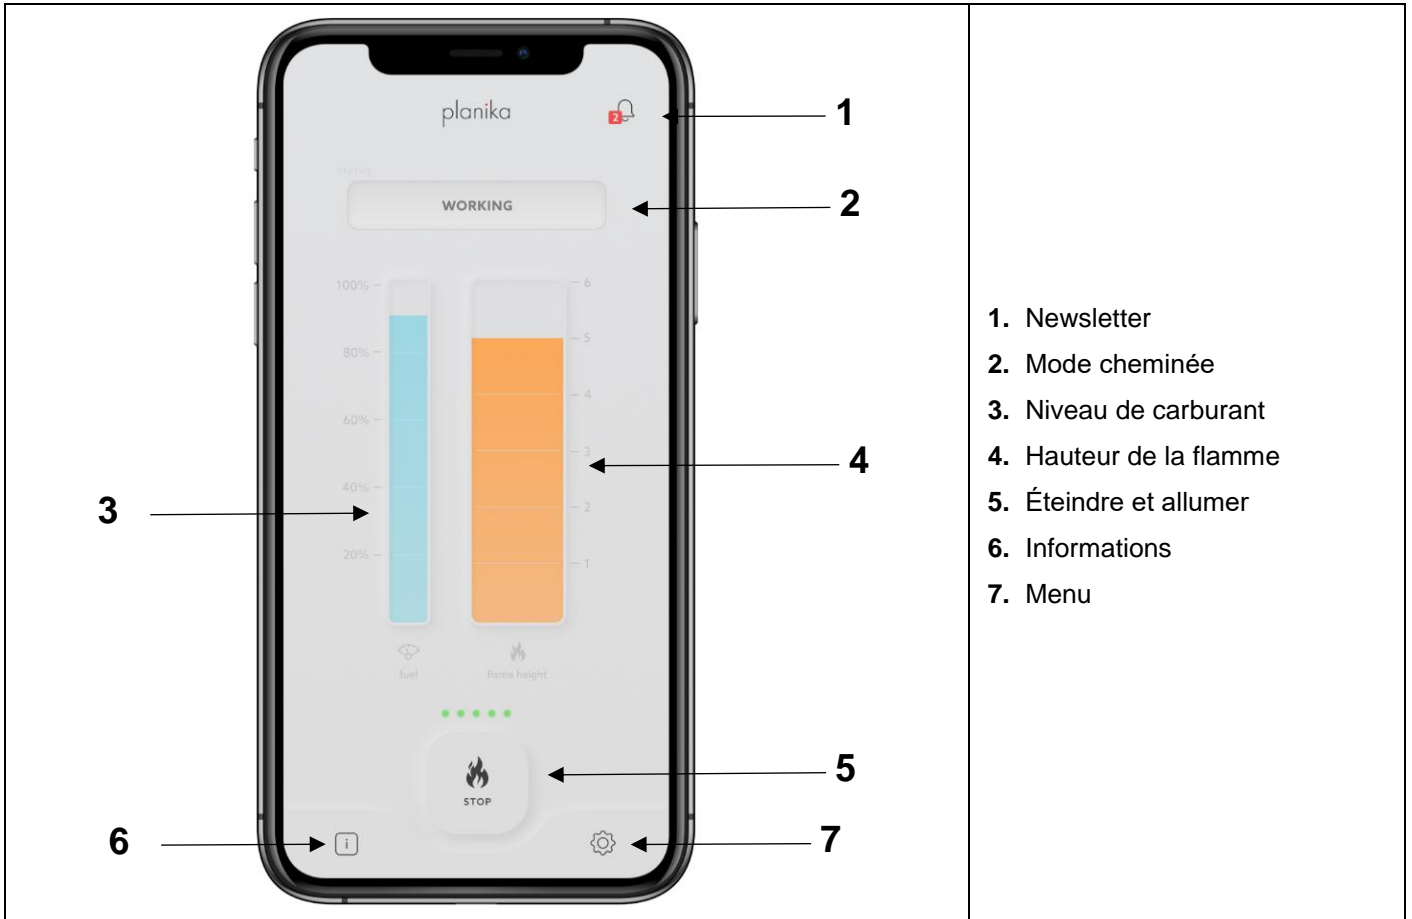 planika
2
1
status
WORKING
2
100%
80%
60%
40%
20%
6
5
4
3
2
1
3
4
fuel
flame height
STOP
5
i
6
7
1. Newsletter
2. Mode cheminée
3. Niveau de carburant
4. Hauteur de la flamme
5. Éteindre et allumer
6. Informations
7. Menu